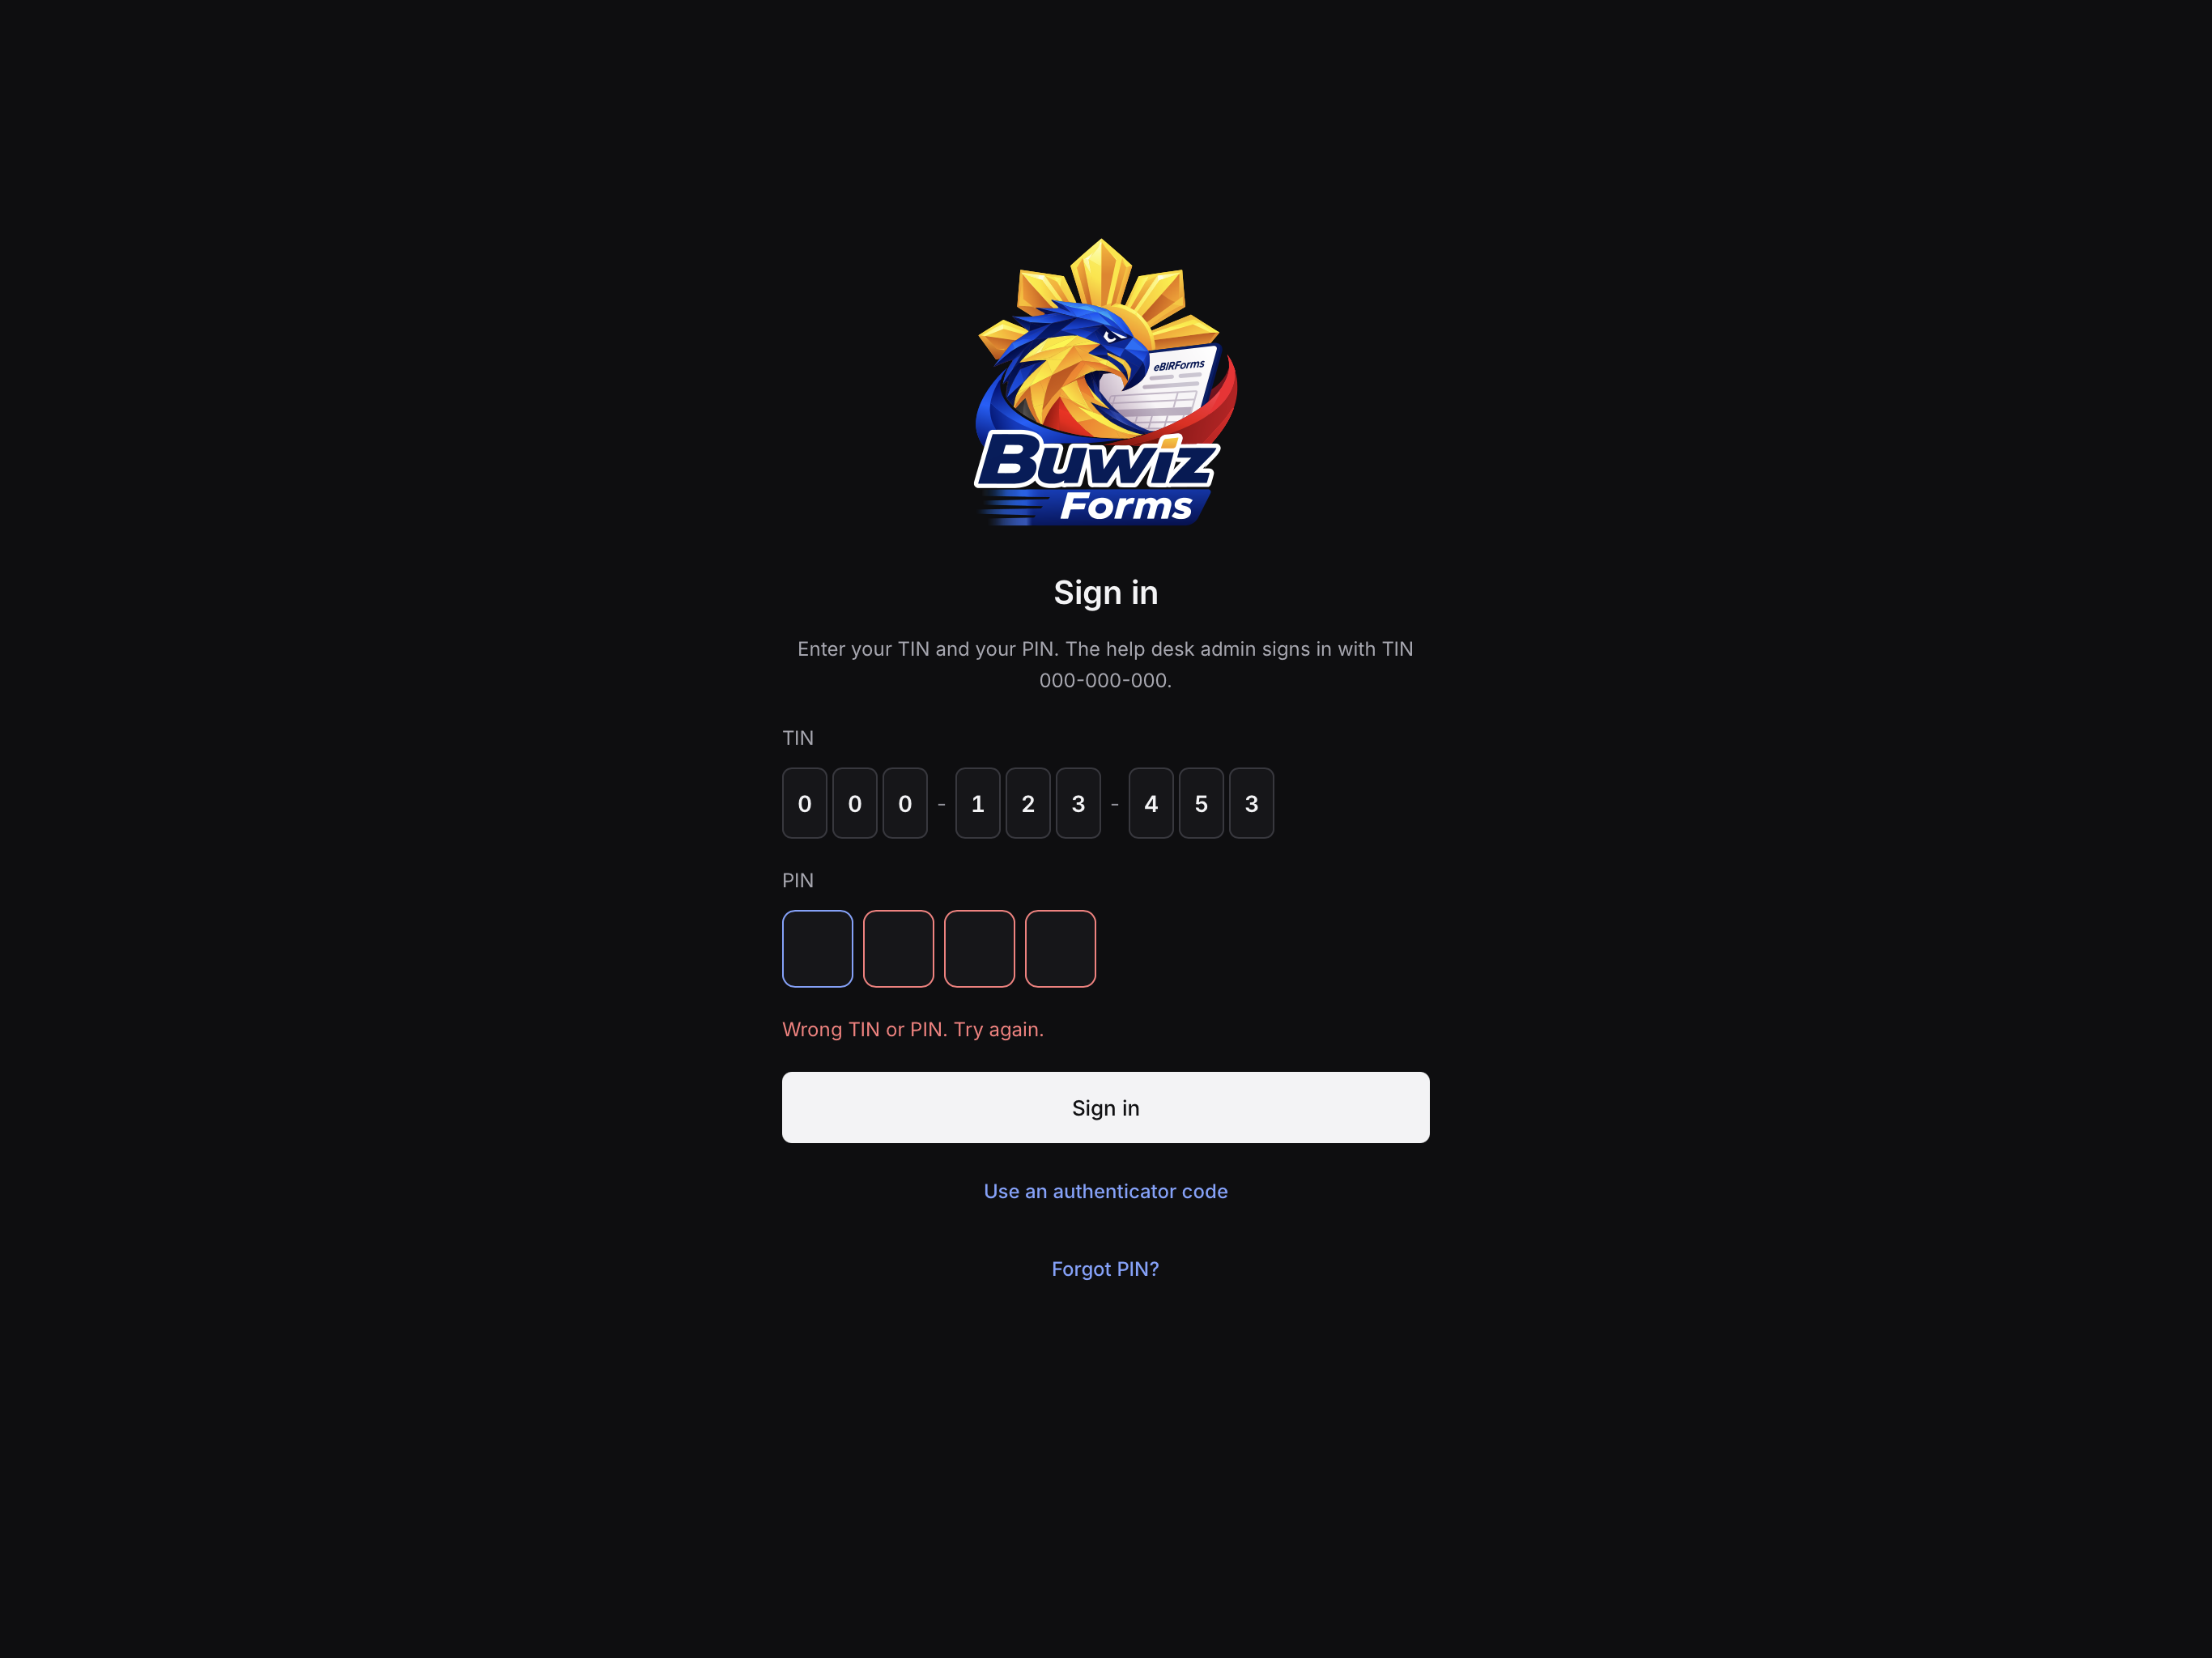 eBIRForms
Buwiz
Forms
Sign in
Enter your TIN and your PIN. The help desk admin signs in with TIN
000-000-000.
TIN
0 0 0 - 1 2 3 - 4 5 3
PIN
Wrong TIN or PIN. Try again.
Sign in
Use an authenticator code
Forgot PIN?